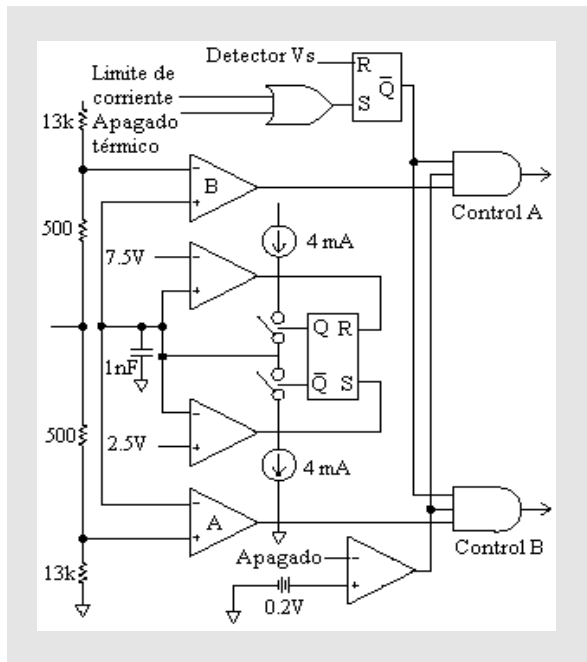 Detector Vs
R
Q
S
Limite de
corriente
Apagado
térmico
13k
B
Control A
500
4 mA
7.5V
Q R
1nF
Q S
2.5V
500
4 mA
A
Control B
Apagado
13k
0.2V